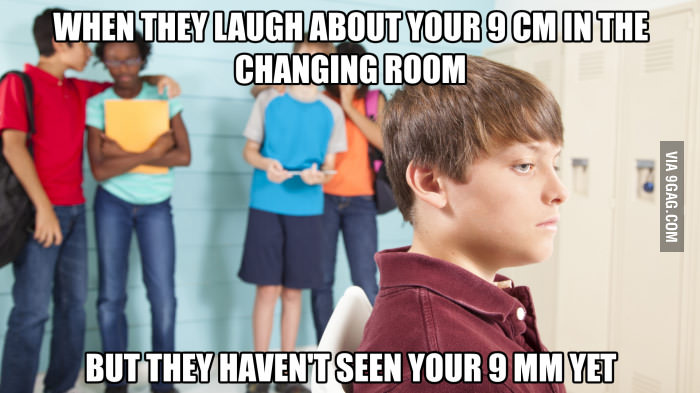 WHEN THEY LAUGH ABOUT YOUR 9 CM IN THE
CHANGING ROOM
VIA 9GAG.COM
BUT THEY HAVEN'T SEEN YOUR 9 MM YET